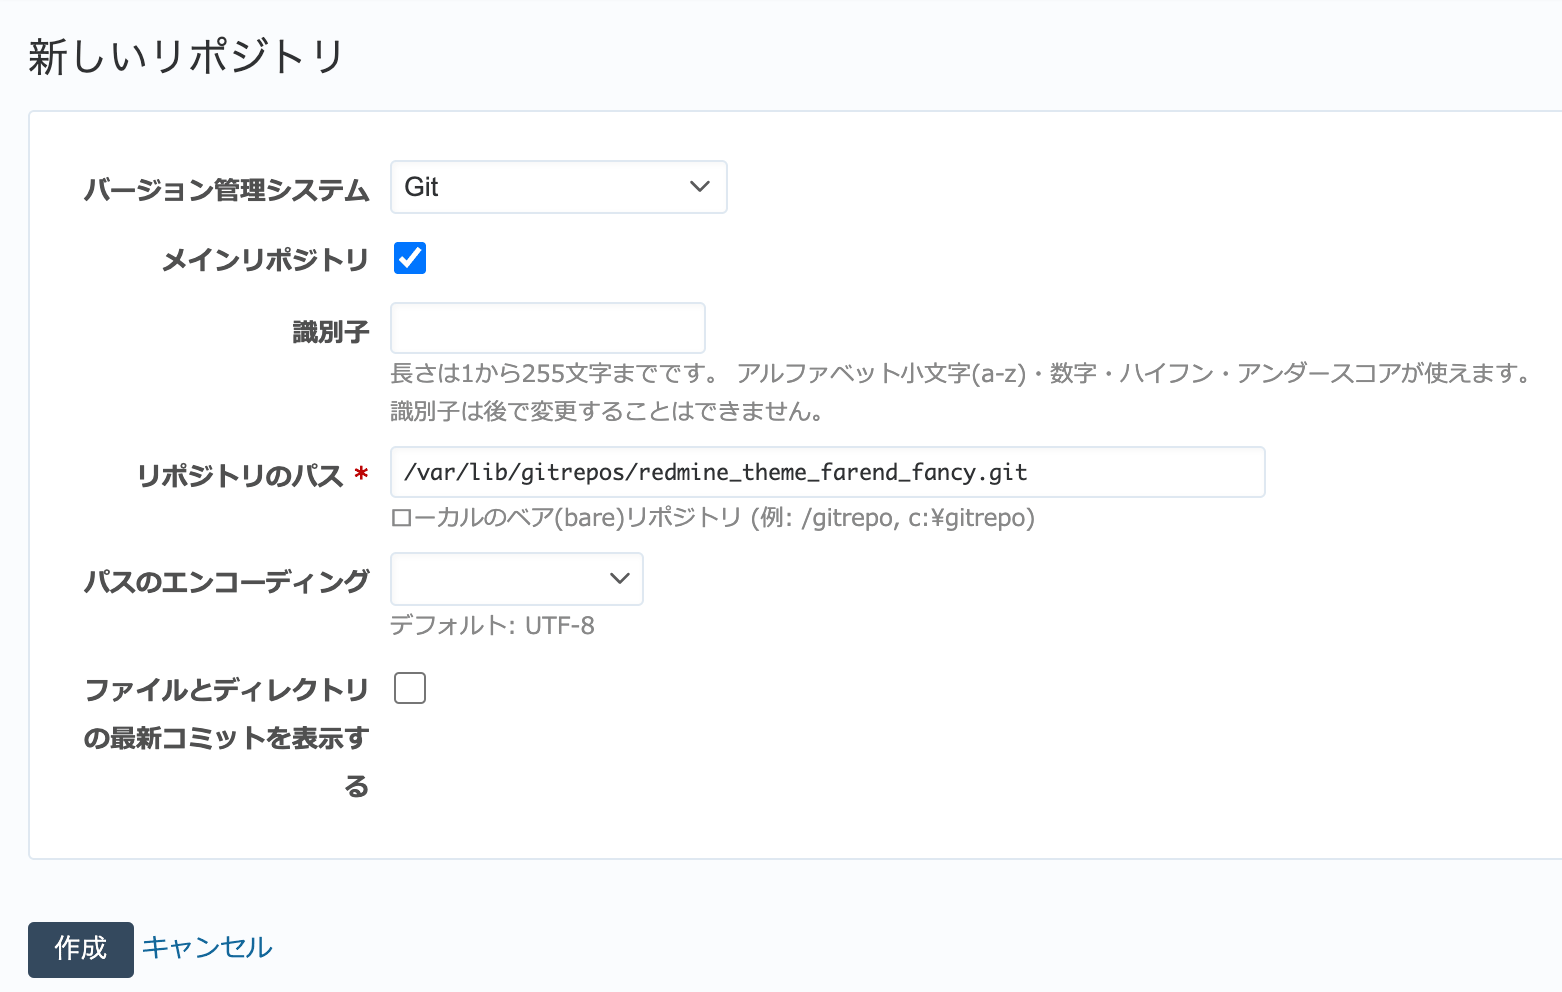 新しいリポジトリ
バージョン管理システム Git
メインリポジトリ
識別子
長さは1から255文字までです。 アルファベット小文字(a-z)・数字・ハイフン・アンダースコアが使えます。
識別子は後で変更することはできません。
リポジトリのパス * /var/lib/gitrepos/redmine_theme_farend_fancy.git
ローカルのベア(bare)リポジトリ (例: /gitrepo, c:¥gitrepo)
パスのエンコーディング
デフォルト: UTF-8
ファイルとディレクトリ
の最新コミットを表示す
る
作成 キャンセル